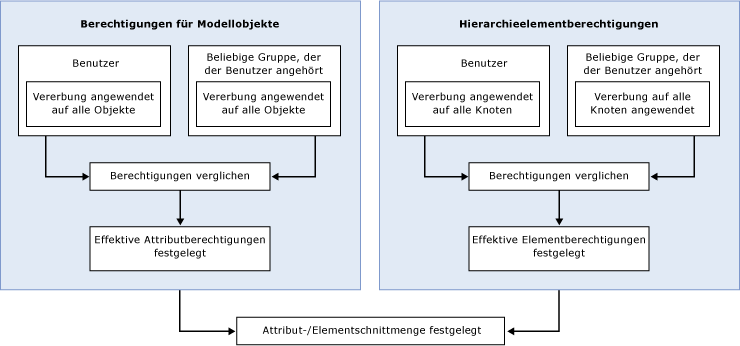 Berechtigungen für Modellobjekte
Benutzer
Vererbung angewendet
auf alle Objekte
Beliebige Gruppe, der
der Benutzer angehört
Vererbung angewendet
auf alle Objekte
Berechtigungen verglichen
Effektive Attributberechtigungen
festgelegt
Hierarchieelementberechtigungen
Benutzer
Vererbung angewendet
auf alle Knoten
Beliebige Gruppe, der
der Benutzer angehört
Vererbung auf alle
Knoten angewendet
Berechtigungen verglichen
Effektive Elementberechtigungen
festgelegt
Attribut-/Elementschnittmenge festgelegt